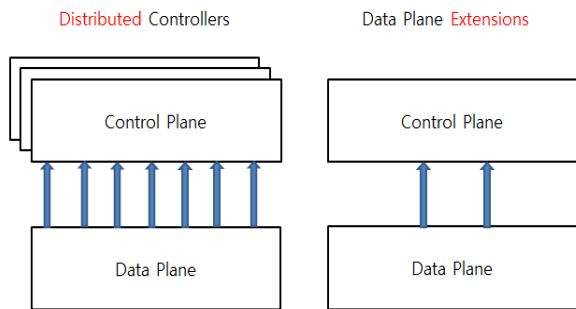 Distributed Controllers
Data Plane Extensions
Control Plane
Control Plane
Data Plane
Data Plane